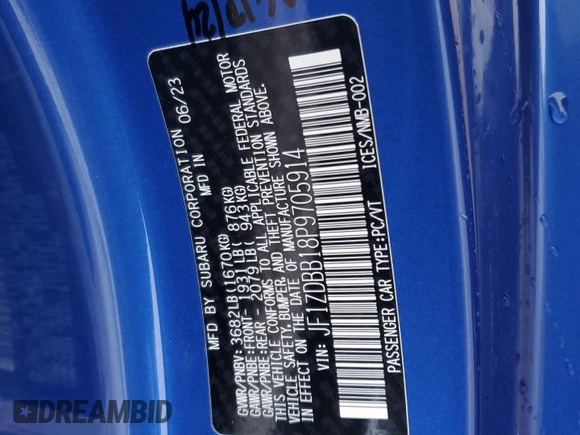 MFD BY SUBARU CORPORATION 06/23
MFD IN
GVWR/PNBV: 3682LB(1670KG)
GAWR/PNBE:FRONT- 1931LB( 876KG)
GAWR/PNBE:REAR - 2079LB( 943KG)
THIS VEHICLE CONFORMS TO ALL APPLICABLE FEDERAL MOTOR
VEHICLE SAFETY,BUMPER, AND THEFT PREVENTION STANDARDS
IN EFFECT ON THE DATE OF MANUFACTURE SHOWN ABOVE.
VIN: JF1ZDBB18P9705914
PASSENGER CAR TYPE:PC/VT ICES/NMB-002
DREAMBID